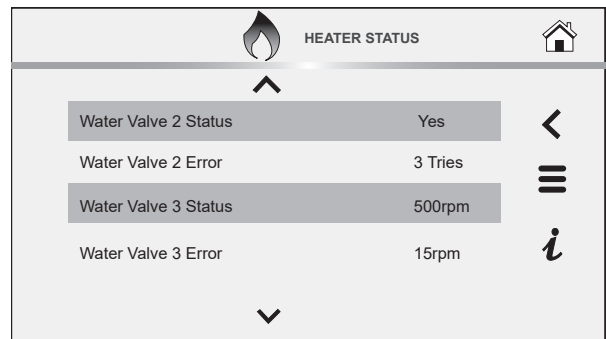 HEATER STATUS
Water Valve 2 Status Yes
Water Valve 2 Error 3 Tries
Water Valve 3 Status 500rpm
Water Valve 3 Error 15rpm